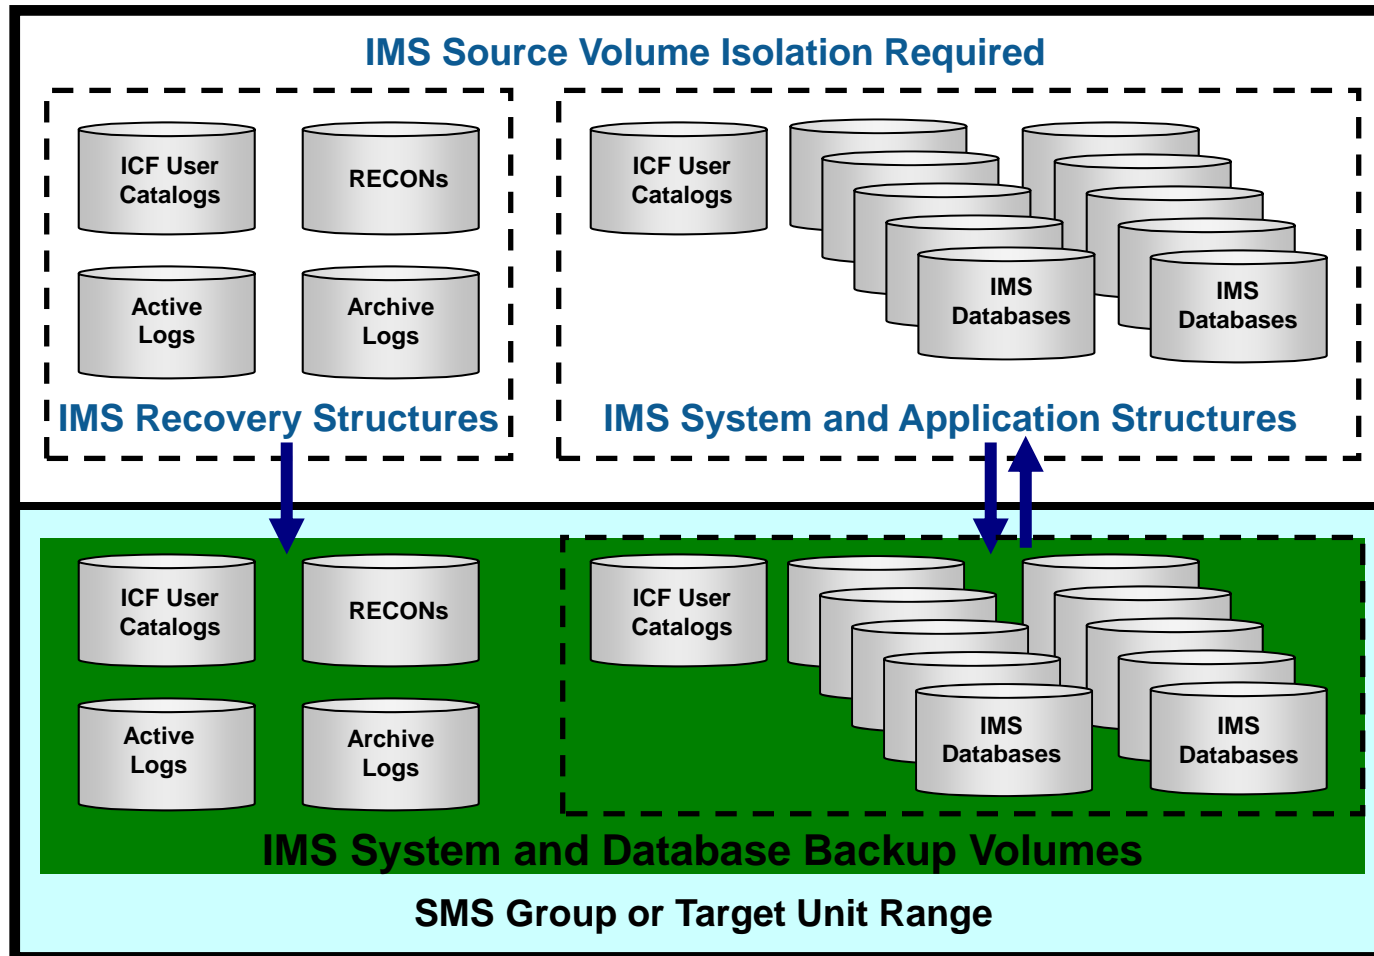 IMS Source Volume Isolation Required
ICF User
Catalogs
RECONs
Active
Logs
Archive
Logs
IMS Recovery Structures
ICF User
Catalogs
IMS
Databases
IMS
Databases
IMS System and Application Structures
ICF User
Catalogs
RECONs
Active
Logs
Archive
Logs
ICF User
Catalogs
IMS
Databases
IMS
Databases
IMS System and Database Backup Volumes
SMS Group or Target Unit Range